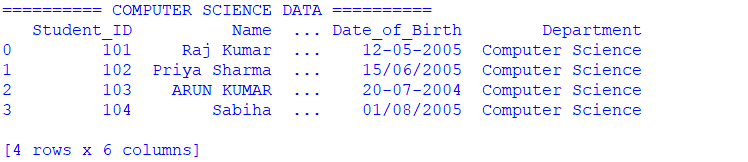 ========== COMPUTER SCIENCE DATA ==========
   Student_ID          Name  ... Date_of_Birth        Department
0         101     Raj Kumar  ...    12-05-2005  Computer Science
1         102  Priya Sharma  ...    15/06/2005  Computer Science
2         103    ARUN KUMAR  ...    20-07-2004  Computer Science
3         104        Sabiha  ...    01/08/2005  Computer Science

[4 rows x 6 columns]